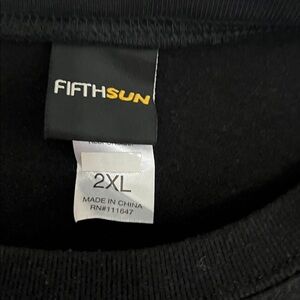 FIFTHSUN
2XL
MADE IN CHINA
RN#111647